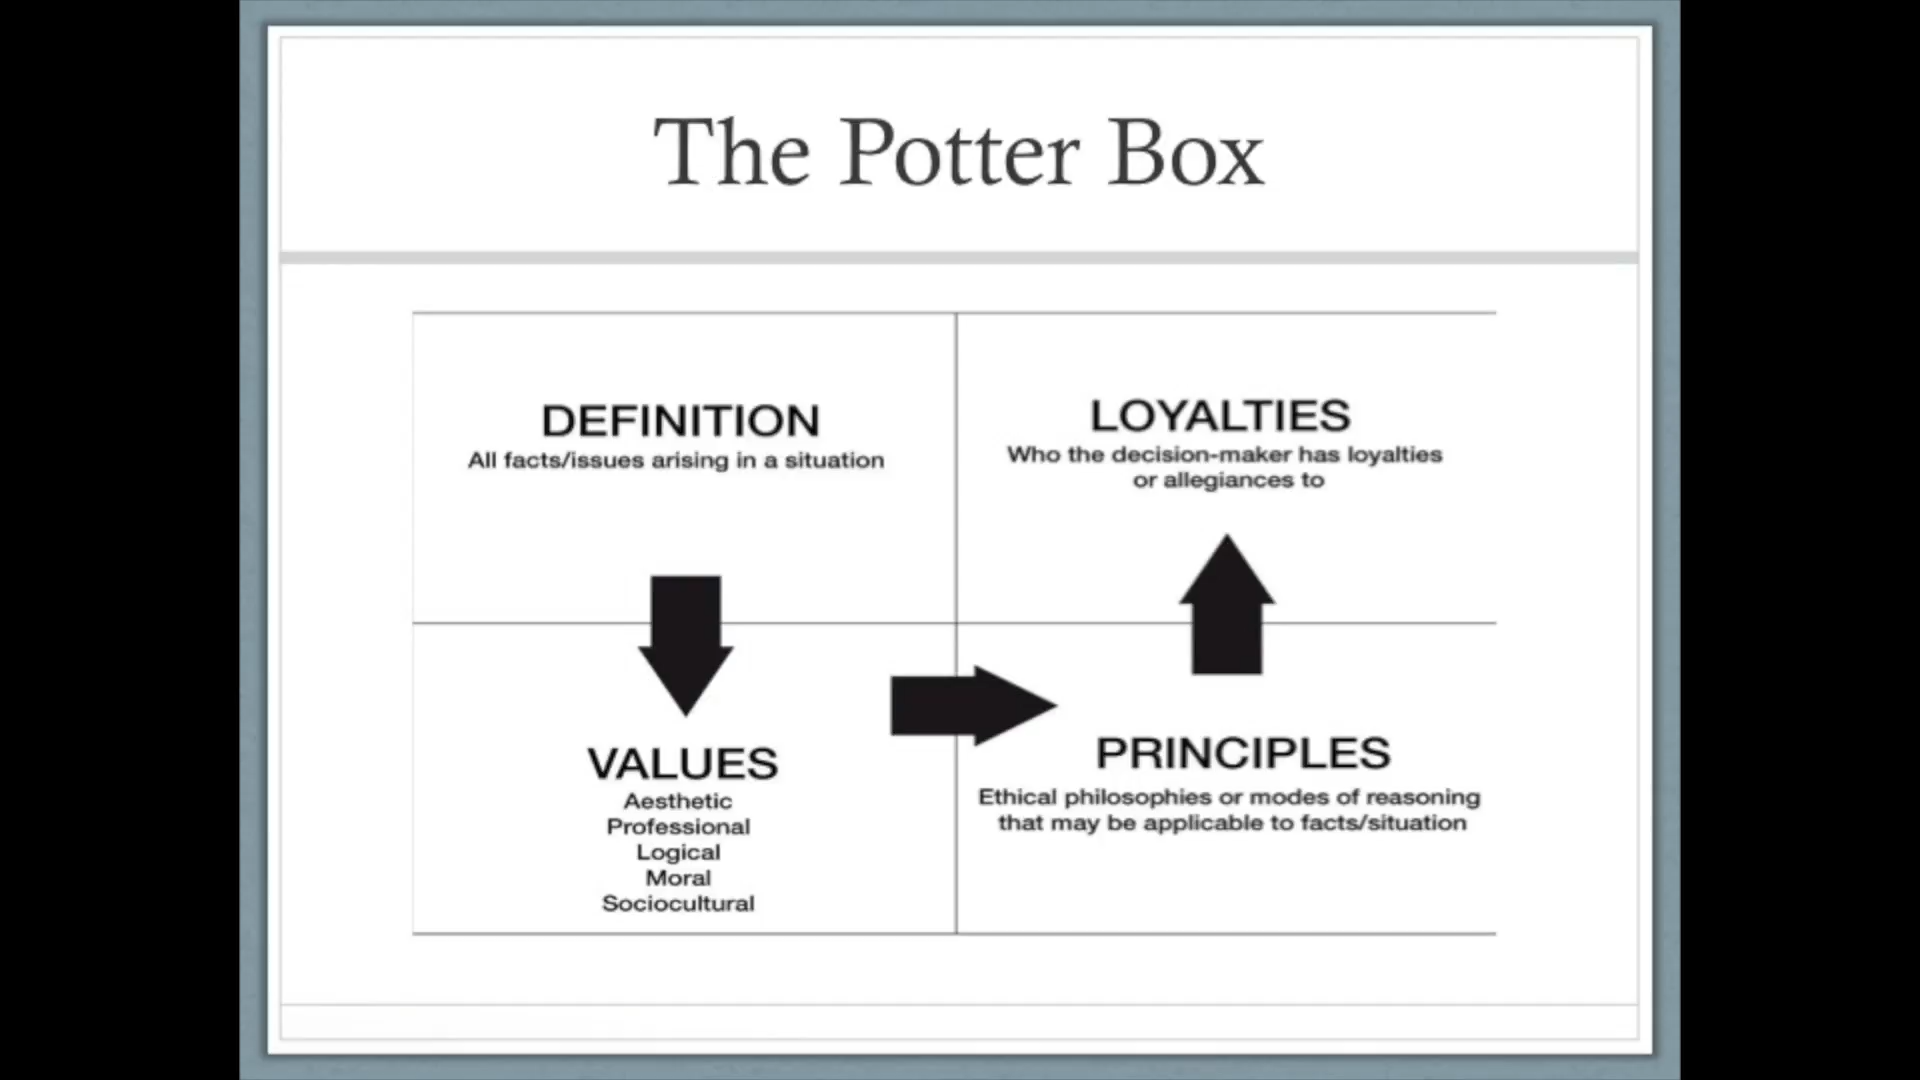 The Potter Box
DEFINITION
All facts/issues arising in a situation
LOYALTIES
Who the decision-maker has loyalties
or allegiances to
VALUES
Aesthetic
Professional
Logical
Moral
Sociocultural
PRINCIPLES
Ethical philosophies or modes of reasoning
that may be applicable to facts/situation